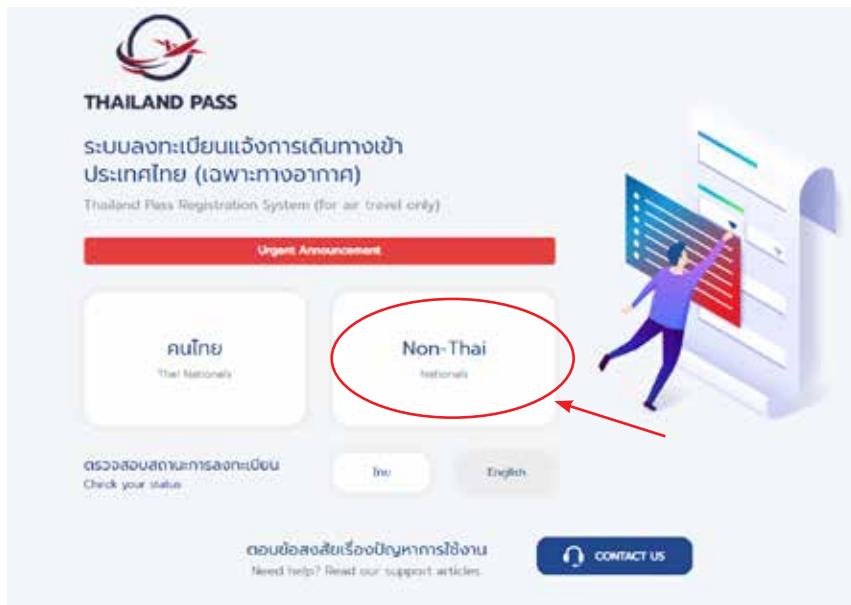 THAILAND PASS
ระบบลงทะเบียนแจ้งการเดินทางเข้า
ประเทศไทย (เฉพาะทางอากาศ)
Thailand Pass Registration System (for air travel only)
Urgent Announcement
คนไทย
Thai Nationals
Non-Thai
Nationals
ตรวจสอบสถานะการลงทะเบียน
Check your status
ไทย
English
ตอบข้อสงสัยเรื่องปัญหาการใช้งาน
Need help? Read our support articles
CONTACT US